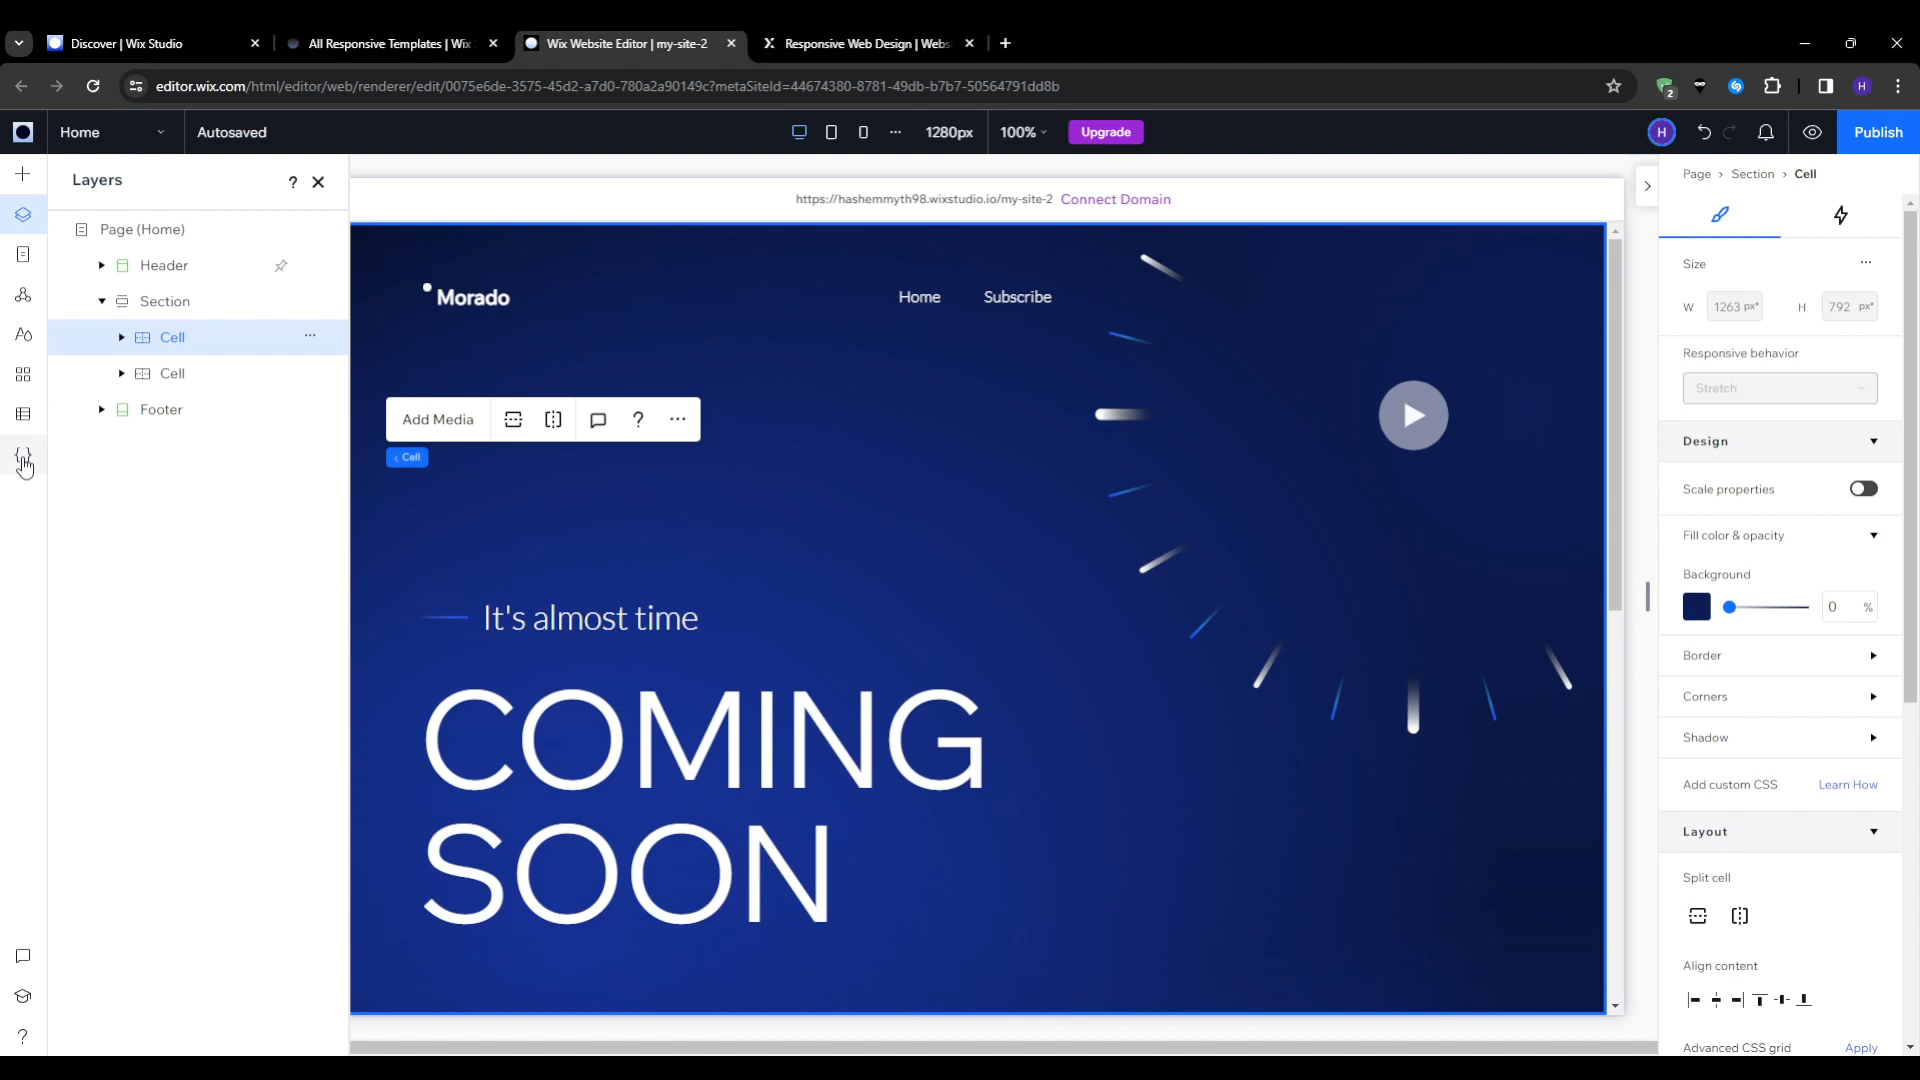 Discover | Wix Studio
All Responsive Templates | Wix
Wix Website Editor | my-site-2
Responsive Web Design | Webs
editor.wix.com/html/editor/web/renderer/edit/0075e6de-3575-45d2-a7d0-780a2a90149c?metaSiteId=44674380-8781-49db-b7b7-50564791dd8b
2
H
Home
Autosaved
1280px
100%
Upgrade
H
Publish
Layers
?
Page (Home)
Header
Section
Cell
Cell
Footer
?
https://hashemmyth98.wixstudio.io/my-site-2 Connect Domain
Morado
Home
Subscribe
Add Media
?
Cell
It's almost time
COMING
SOON
Page > Section > Cell
Size
W 1263 px*
H 792 px*
Responsive behavior
Stretch
Design
Scale properties
Fill color & opacity
Background
0 %
Border
Corners
Shadow
Add custom CSS Learn How
Layout
Split cell
Align content
Advanced CSS grid Apply